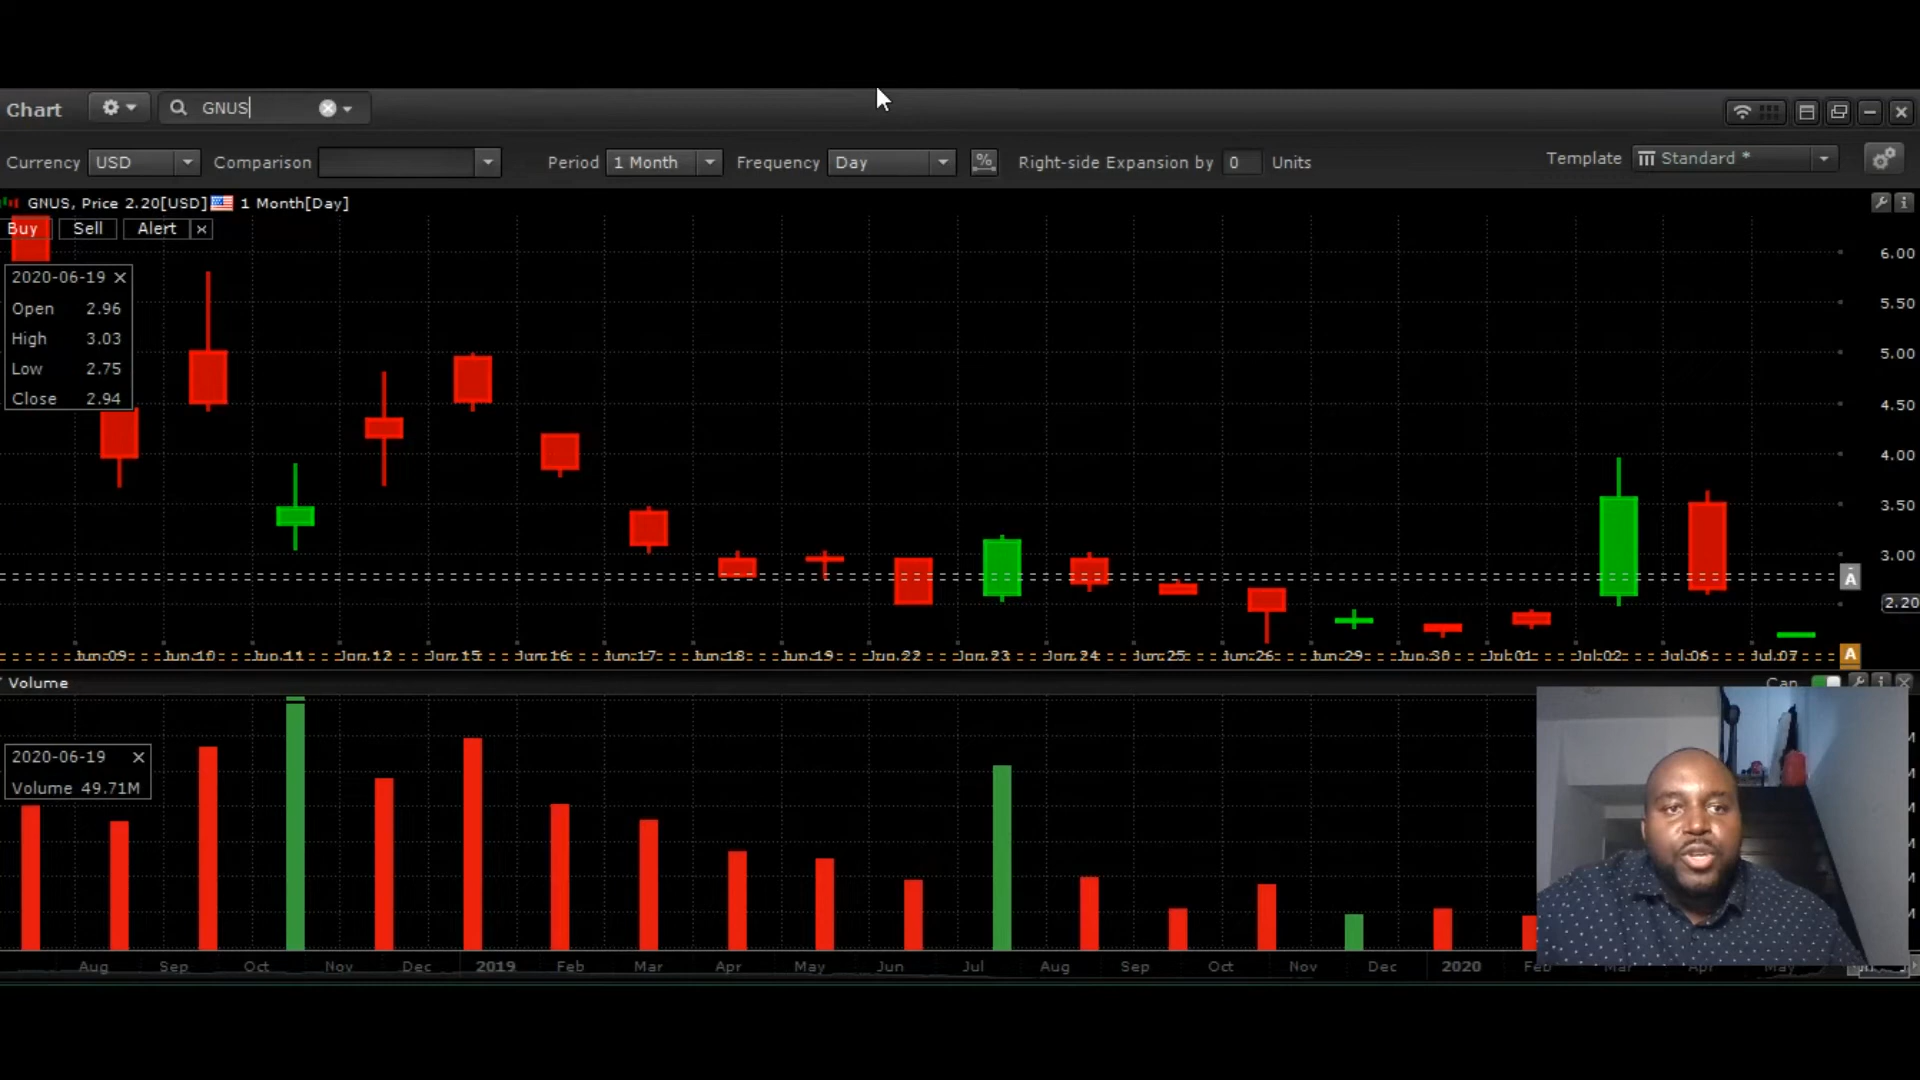 Chart GNUS
Currency USD Comparison Period 1 Month Frequency Day % Right-side Expansion by 0 Units Template Standard *
GNUS, Price 2.20[USD] 1 Month[Day]
Buy Sell Alert
2020-06-19
Open 2.96
High 3.03
Low 2.75
Close 2.94
6.00
5.50
5.00
4.50
4.00
3.50
3.00
A
2.20
Jun.09 Jun.10 Jun.11 Jun.12 Jun.15 Jun.16 Jun.17 Jun.18 Jun.19 Jun.22 Jun.23 Jun.24 Jun.25 Jun.26 Jun.29 Jun.30 Jul.01 Jul.02 Jul.06 Jul.07 A
Volume
2020-06-19
Volume 49.71M
Aug Sep Oct Nov Dec 2019 Feb Mar Apr May Jun Jul Aug Sep Oct Nov Dec 2020